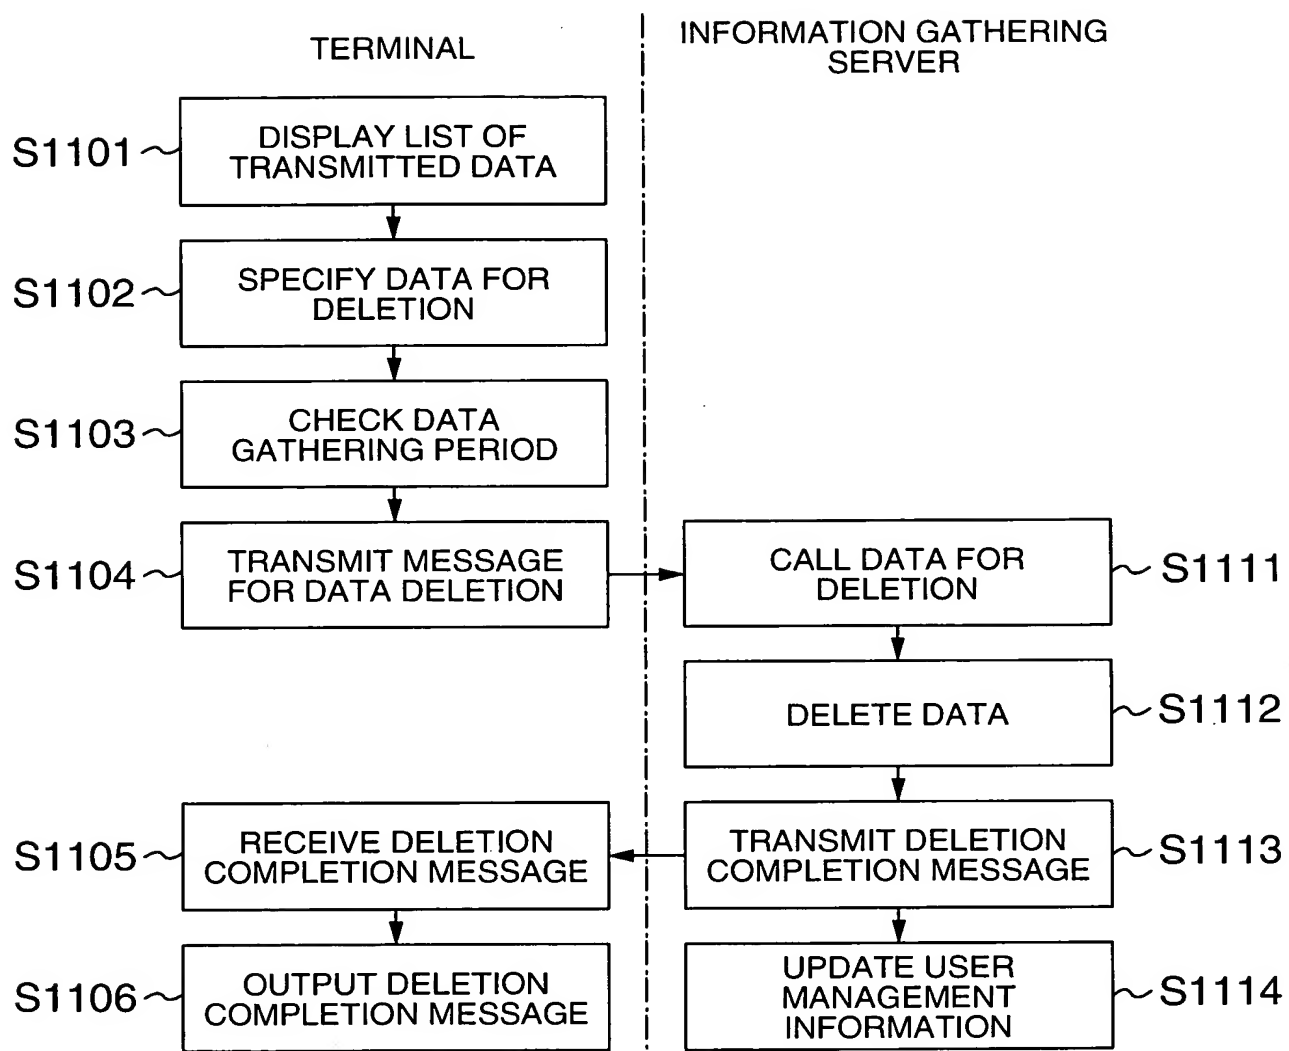 TERMINAL
INFORMATION GATHERING
SERVER
S1101
DISPLAY LIST OF
TRANSMITTED DATA
S1102
SPECIFY DATA FOR
DELETION
S1103
CHECK DATA
GATHERING PERIOD
S1104
TRANSMIT MESSAGE
FOR DATA DELETION
CALL DATA FOR
DELETION
S1111
DELETE DATA
S1112
S1105
RECEIVE DELETION
COMPLETION MESSAGE
TRANSMIT DELETION
COMPLETION MESSAGE
S1113
S1106
OUTPUT DELETION
COMPLETION MESSAGE
UPDATE USER
MANAGEMENT
INFORMATION
S1114